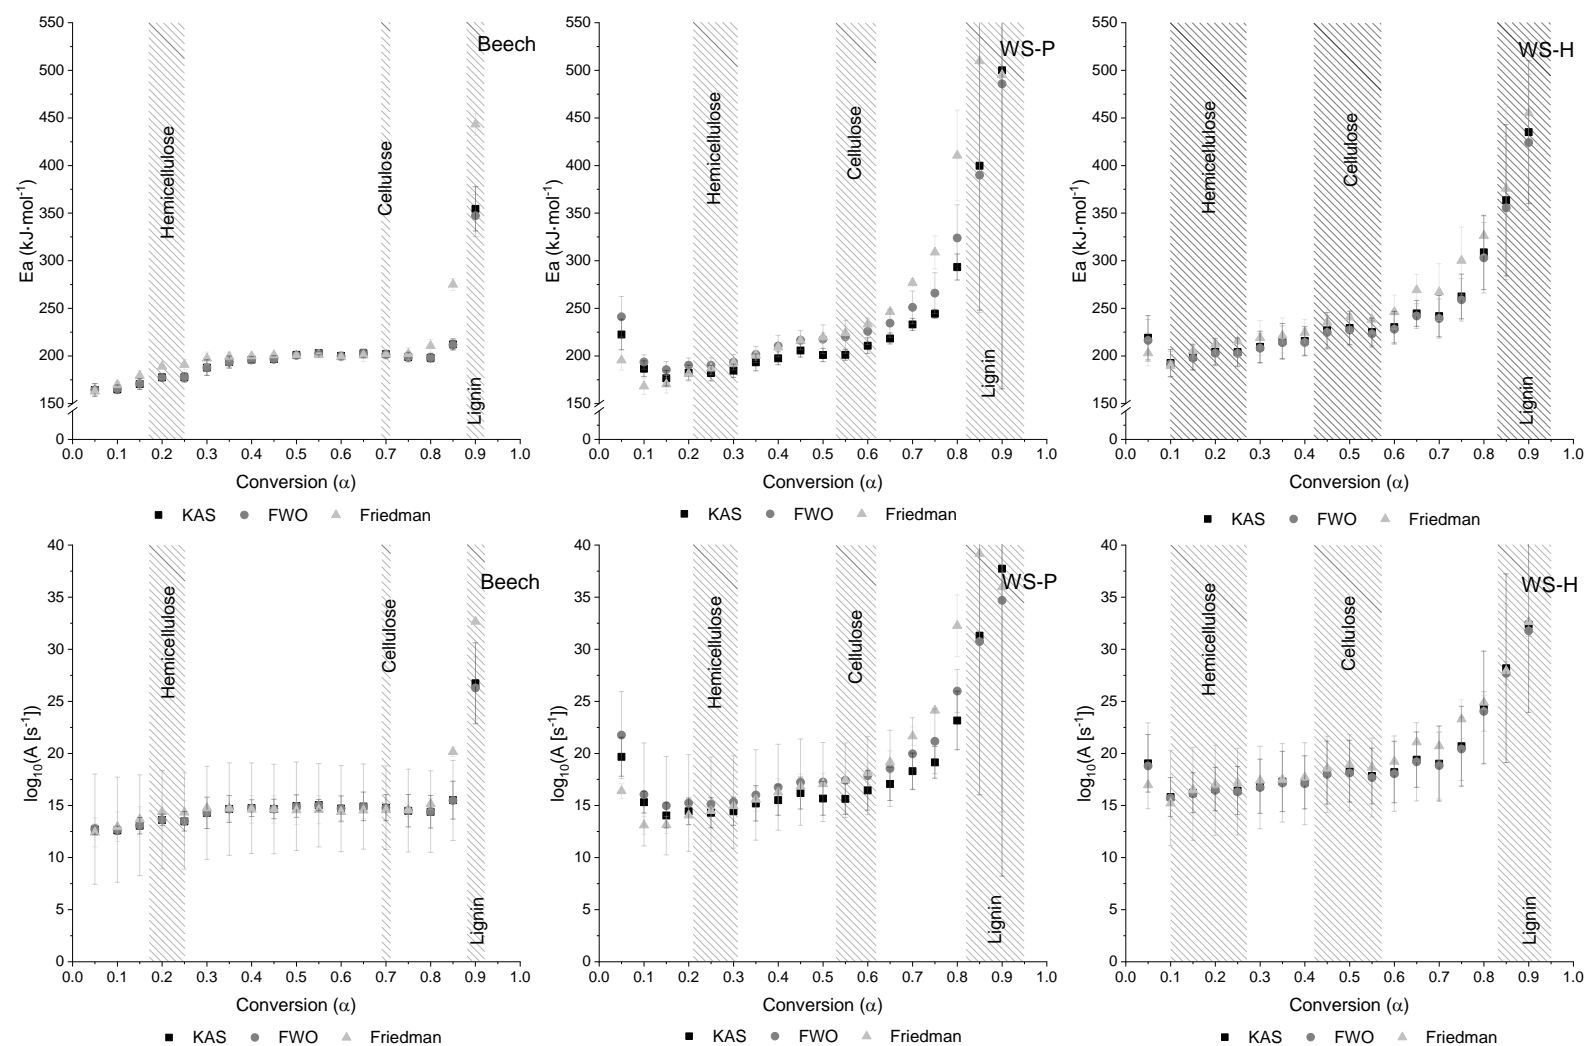 550
500
450
400
350
300
250
200
150
0
Ea (kJ·mol⁻¹)
Hemicellulose
Cellulose
Lignin
Beech
0.0 0.1 0.2 0.3 0.4 0.5 0.6 0.7 0.8 0.9 1.0
Conversion (α)
KAS FWO Friedman
550
500
450
400
350
300
250
200
150
0
Ea (kJ·mol⁻¹)
Hemicellulose
Cellulose
Lignin
WS-P
0.0 0.1 0.2 0.3 0.4 0.5 0.6 0.7 0.8 0.9 1.0
Conversion (α)
KAS FWO Friedman
550
500
450
400
350
300
250
200
150
0
Ea (kJ·mol⁻¹)
Hemicellulose
Cellulose
Lignin
WS-H
0.0 0.1 0.2 0.3 0.4 0.5 0.6 0.7 0.8 0.9 1.0
Conversion (α)
KAS FWO Friedman
40
35
30
25
20
15
10
5
0
log₁₀(A [s⁻¹])
Hemicellulose
Cellulose
Lignin
Beech
0.0 0.1 0.2 0.3 0.4 0.5 0.6 0.7 0.8 0.9 1.0
Conversion (α)
KAS FWO Friedman
40
35
30
25
20
15
10
5
0
log₁₀(A [s⁻¹])
Hemicellulose
Cellulose
Lignin
WS-P
0.0 0.1 0.2 0.3 0.4 0.5 0.6 0.7 0.8 0.9 1.0
Conversion (α)
KAS FWO Friedman
40
35
30
25
20
15
10
5
0
log₁₀(A [s⁻¹])
Hemicellulose
Cellulose
Lignin
WS-H
0.0 0.1 0.2 0.3 0.4 0.5 0.6 0.7 0.8 0.9 1.0
Conversion (α)
KAS FWO Friedman